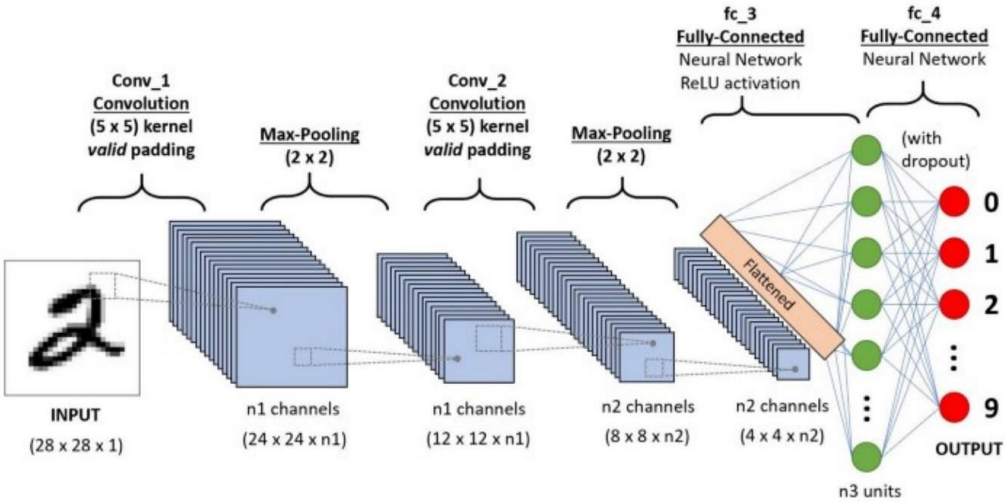 fc_3
Fully-Connected
Neural Network
ReLU activation
fc_4
Fully-Connected
Neural Network
Conv_1
Convolution
(5 x 5) kernel
valid padding
Max-Pooling
(2 x 2)
Conv_2
Convolution
(5 x 5) kernel
valid padding
Max-Pooling
(2 x 2)
(with
dropout)
0
1
2
...
9
OUTPUT
2
Flattened
...
INPUT
(28 x 28 x 1)
n1 channels
(24 x 24 x n1)
n1 channels
(12 x 12 x n1)
n2 channels
(8 x 8 x n2)
n2 channels
(4 x 4 x n2)
n3 units